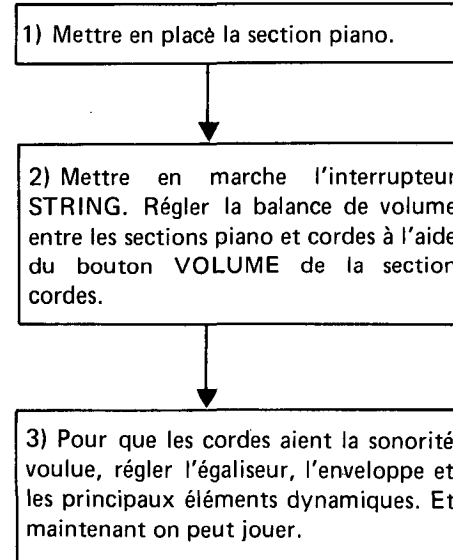 1) Mettre en place la section piano.
2) Mettre en marche l'interrupteur
STRING. Régler la balance de volume
entre les sections piano et cordes à l'aide
du bouton VOLUME de la section
cordes.
3) Pour que les cordes aient la sonorité
voulue, régler l'égaliseur, l'enveloppe et
les principaux éléments dynamiques. Et
maintenant on peut jouer.